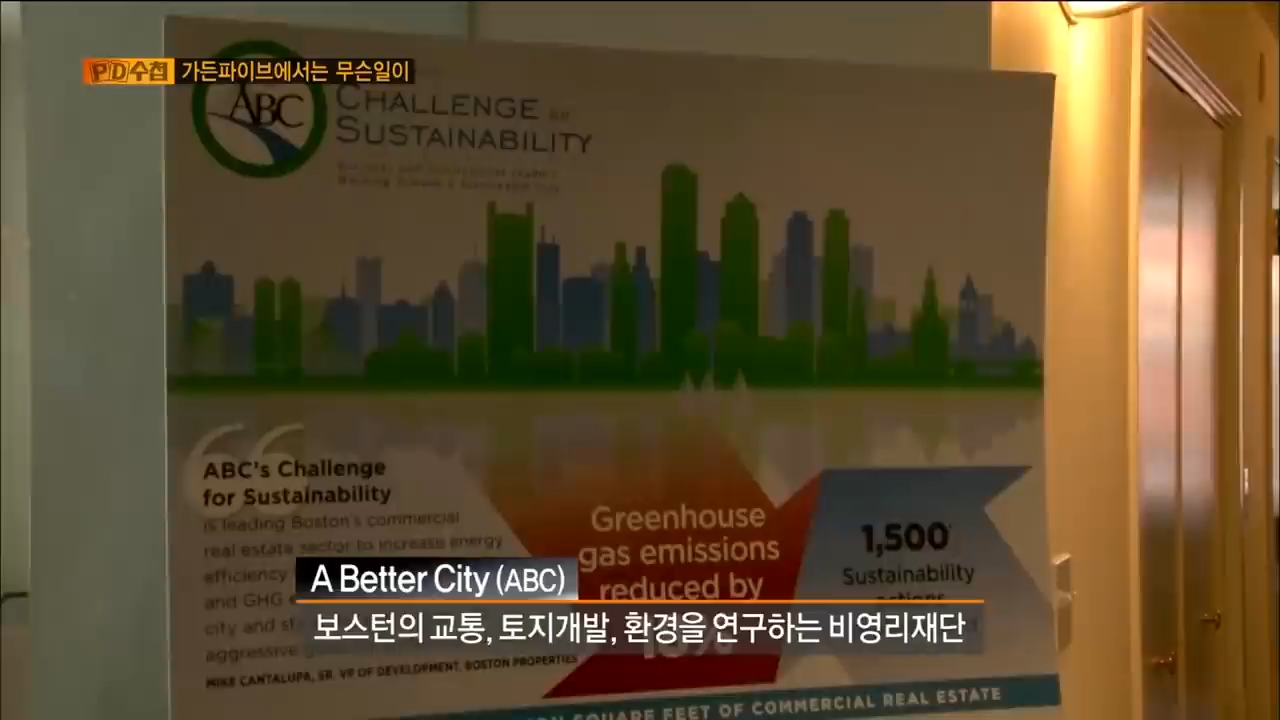 PD수첩 가든파이브에서는 무슨일이
ABC
CHALLENGE FOR
SUSTAINABILITY
ABC's Challenge
for Sustainability
is leading Boston's commercial
real estate sector to increase energy
efficiency
and GHG
city and
aggressive
MIKE CANTALUPA, SR. VP OF DEVELOPMENT, BOSTON PROPERTIES
Greenhouse
gas emissions
reduced by
1,500
Sustainability
actions
A Better City (ABC)
보스턴의 교통, 토지개발, 환경을 연구하는 비영리재단
SQUARE FEET OF COMMERCIAL REAL ESTATE